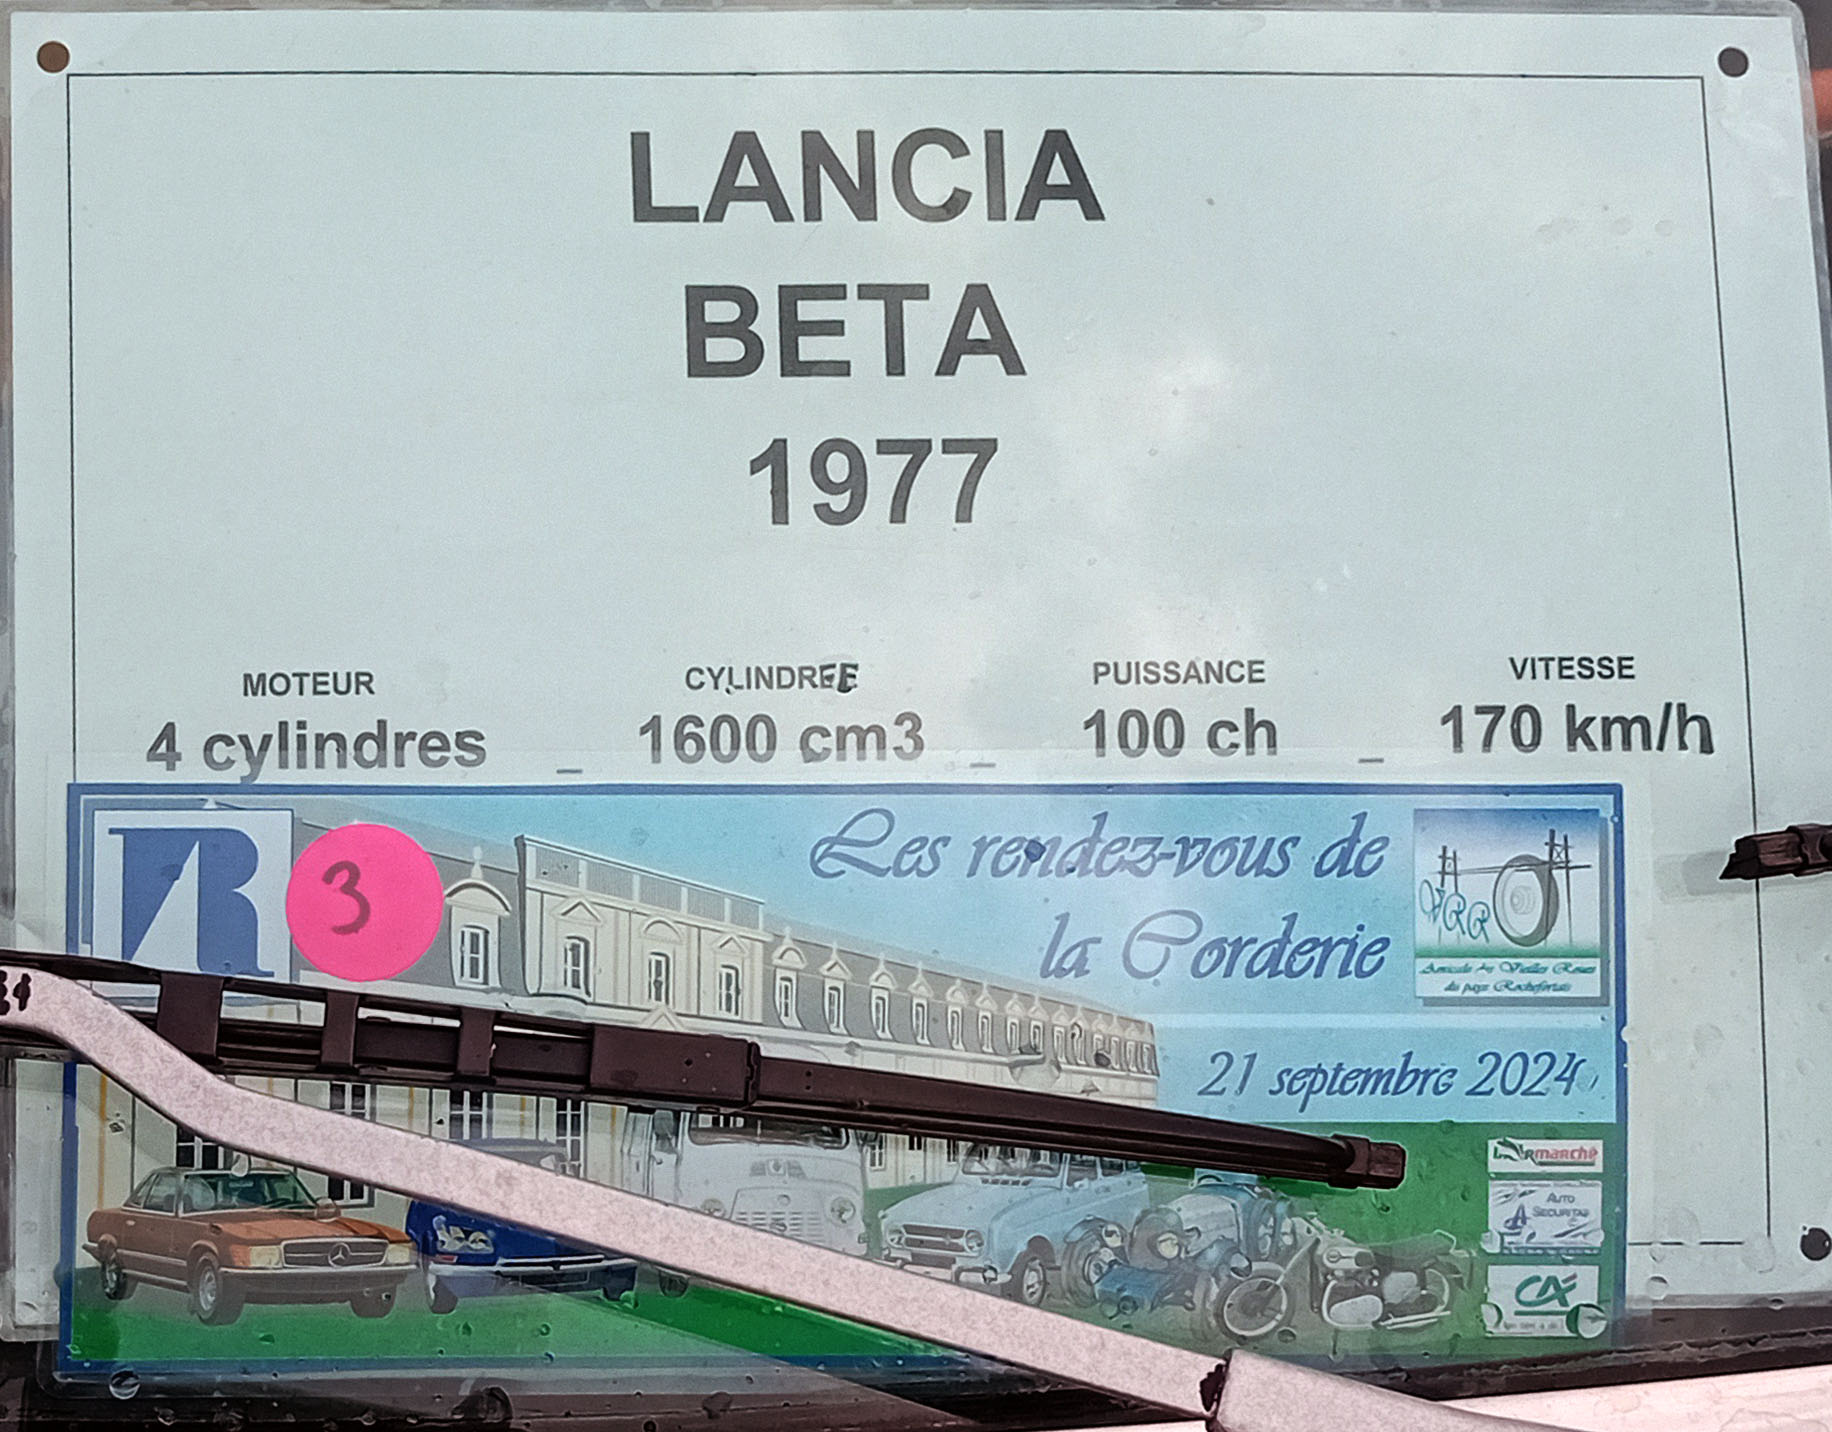 LANCIA
BETA
1977
MOTEUR CYLINDREE PUISSANCE VITESSE
4 cylindres _ 1600 cm3 _ 100 ch _ 170 km/h
R
3
Les rendez-vous de
la Corderie
VRR
Amicale des Vieilles Roues
du pays Rochefortais
21 septembre 2024
AUTO
SECURITAS
CA